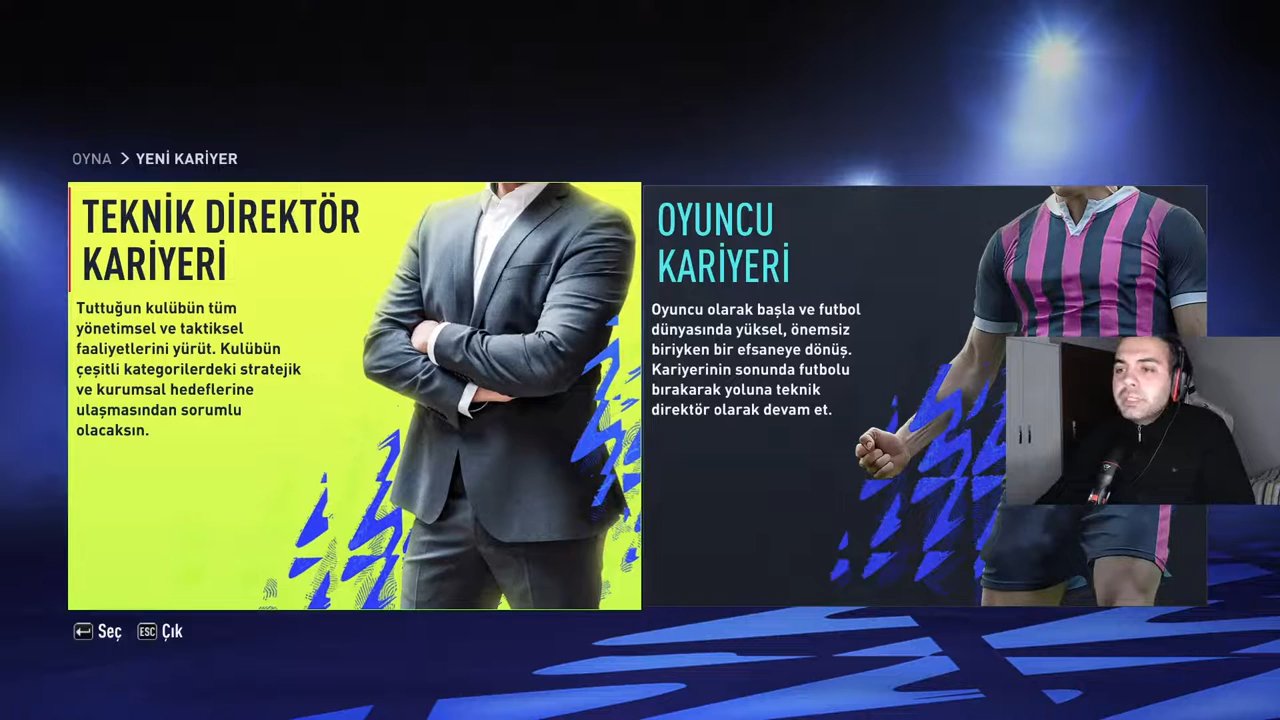 OYNA > YENİ KARİYER
TEKNİK DİREKTÖR
KARİYERİ
Tuttuğun kulübün tüm
yönetimsel ve taktiksel
faaliyetlerini yürüt. Kulübün
çeşitli kategorilerdeki stratejik
ve kurumsal hedeflerine
ulaşmasından sorumlu
olacaksın.
OYUNCU
KARİYERİ
Oyuncu olarak başla ve futbol
dünyasında yüksel, önemsiz
biriyken bir efsaneye dönüş.
Kariyerinin sonunda futbolu
bırakarak yoluna teknik
direktör olarak devam et.
Seç ESC Çık